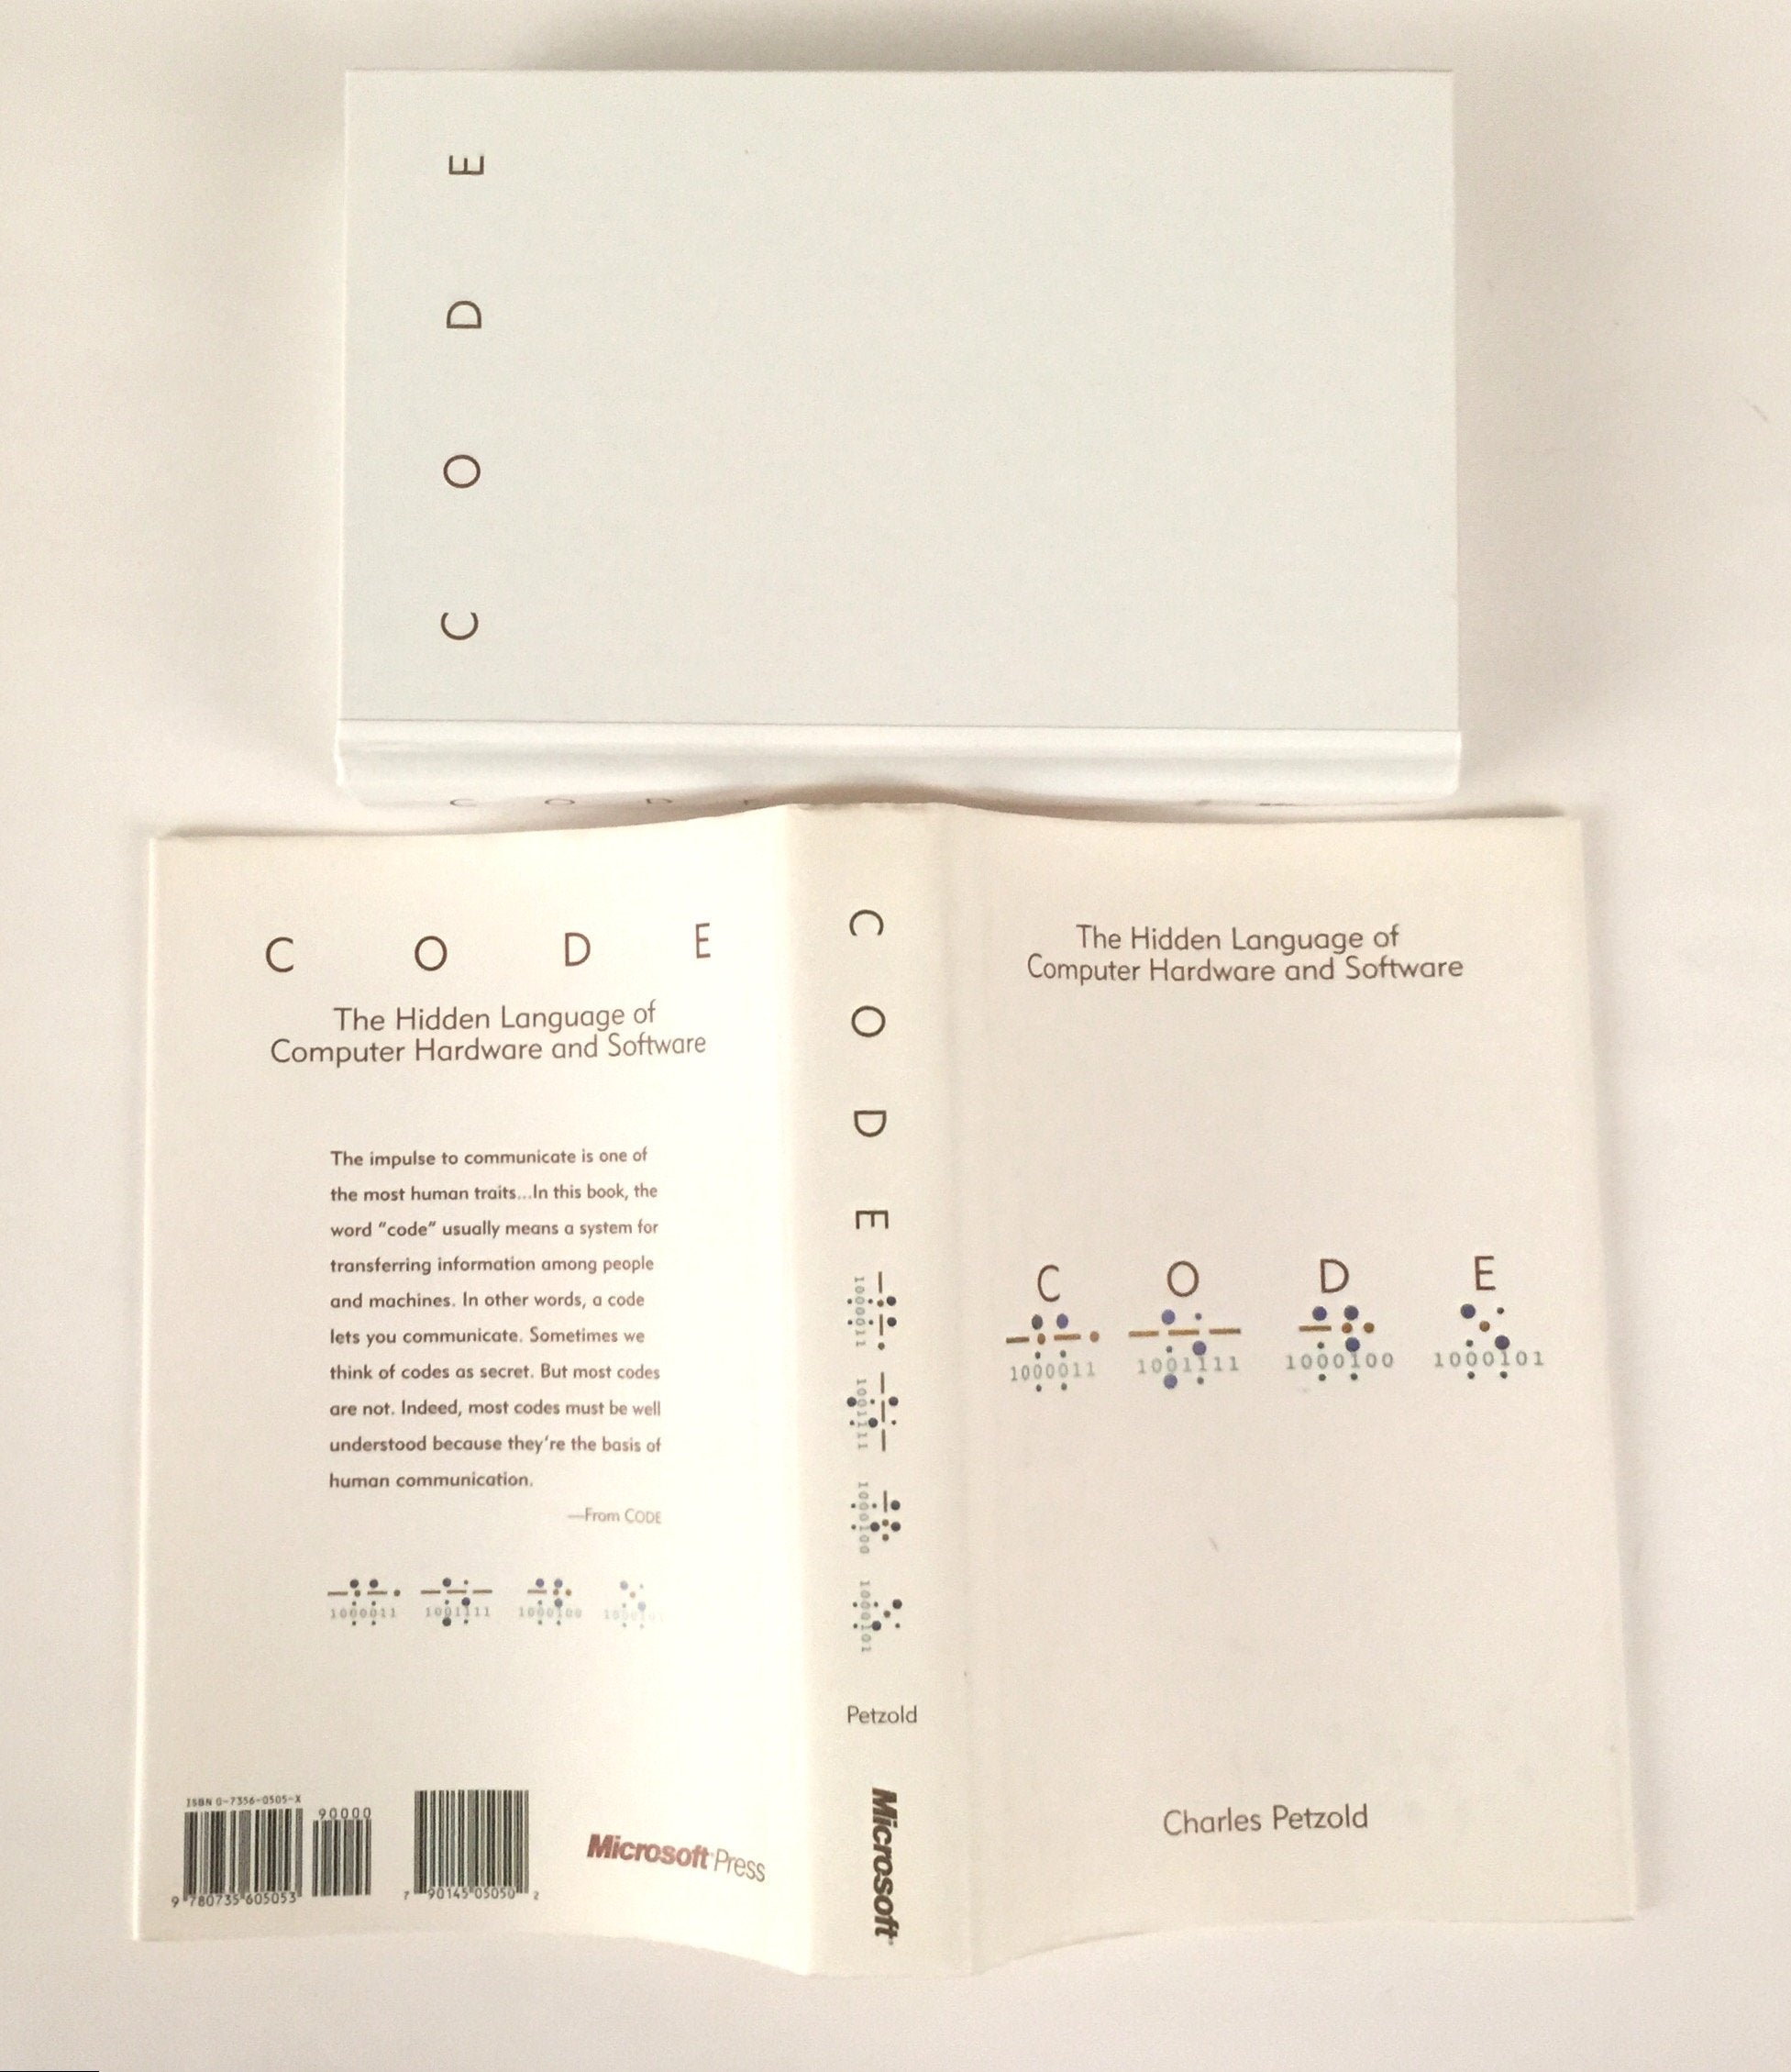 C O D E
C O D E
C O D E
The Hidden Language of
Computer Hardware and Software
The impulse to communicate is one of
the most human traits...In this book, the
word “code” usually means a system for
transferring information among people
and machines. In other words, a code
lets you communicate. Sometimes we
think of codes as secret. But most codes
are not. Indeed, most codes must be well
understood because they’re the basis of
human communication.
—From CODE
1000011 1001111 1000100
ISBN 0-7356-0505-X
90000
9 780735 605053
7 90145 05050 2
Microsoft Press
C O D E
1000011 1001111 1000100 1000101
Petzold
Microsoft
The Hidden Language of
Computer Hardware and Software
C O D E
1000011 1001111 1000100 1000101
Charles Petzold